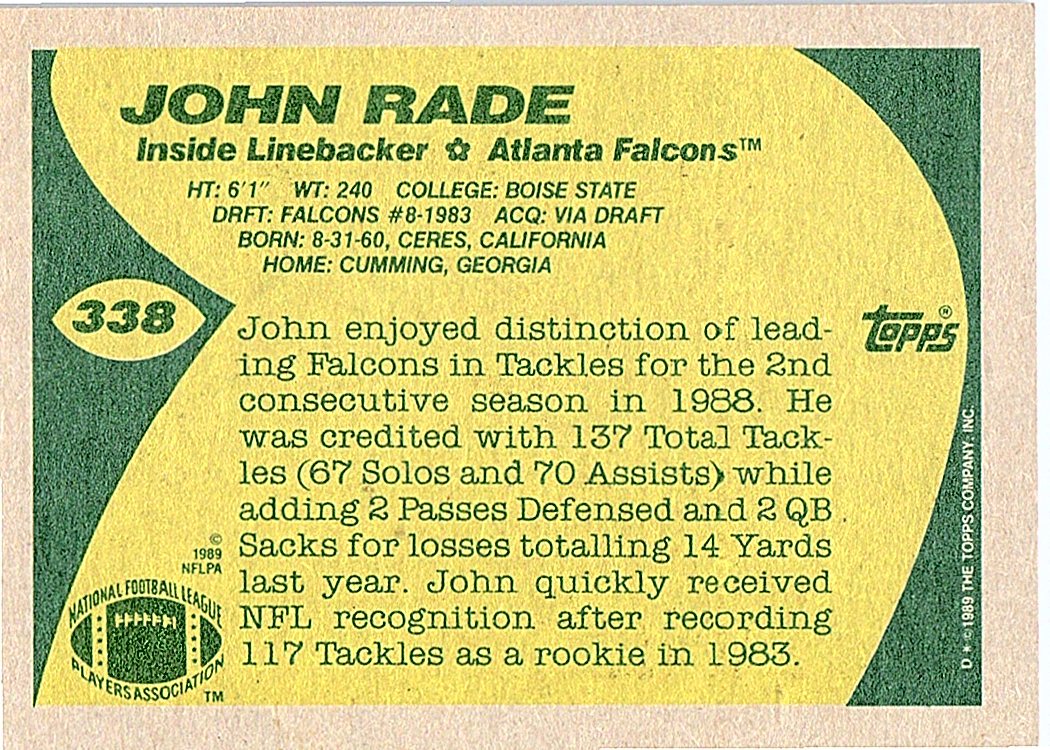 JOHN RADE
Inside Linebacker ✩ Atlanta Falcons™
HT: 6'1" WT: 240 COLLEGE: BOISE STATE
DRFT: FALCONS #8-1983 ACQ: VIA DRAFT
BORN: 8-31-60, CERES, CALIFORNIA
HOME: CUMMING, GEORGIA
338
John enjoyed distinction of lead-
ing Falcons in Tackles for the 2nd
consecutive season in 1988. He
was credited with 137 Total Tack-
les (67 Solos and 70 Assists) while
adding 2 Passes Defensed and 2 QB
Sacks for losses totalling 14 Yards
last year. John quickly received
NFL recognition after recording
117 Tackles as a rookie in 1983.
topps®
©
1989
NFLPA
NATIONAL FOOTBALL LEAGUE
PLAYERS ASSOCIATION
TM
D * © 1989 THE TOPPS COMPANY, INC.